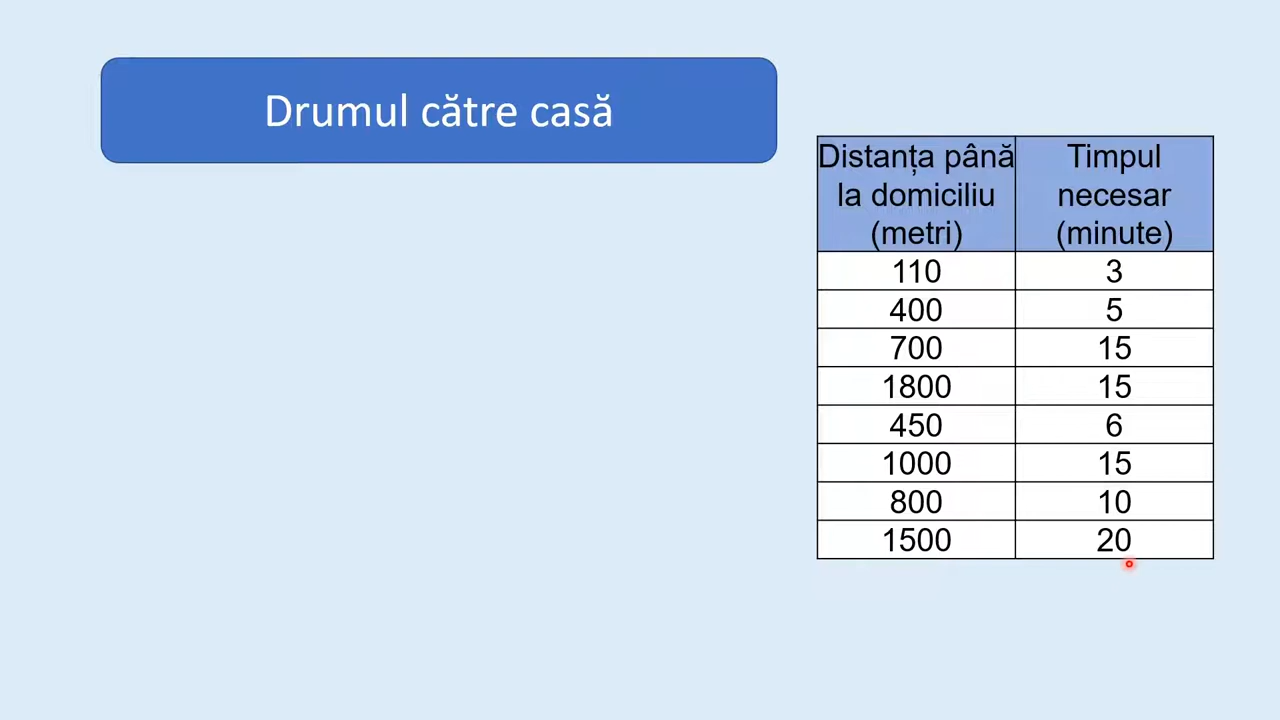 Drumul către casă
Distanța până Timpul
la domiciliu necesar
(metri) (minute)
110 3
400 5
700 15
1800 15
450 6
1000 15
800 10
1500 20